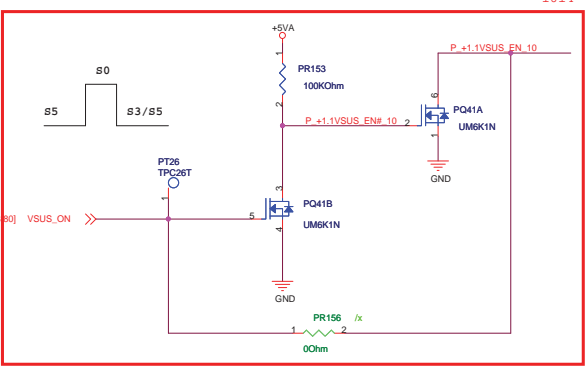 +5VA
1
PR153
100KOhm
2
P_+1.1VSUS_EN_10
6
P_+1.1VSUS_EN#_10
2
1
PQ41A
UM6K1N
GND
S0
S5
S3/S5
PT26
TPC26T
1
80]
VSUS_ON
5
3
4
PQ41B
UM6K1N
GND
PR156
/x
1
2
0Ohm